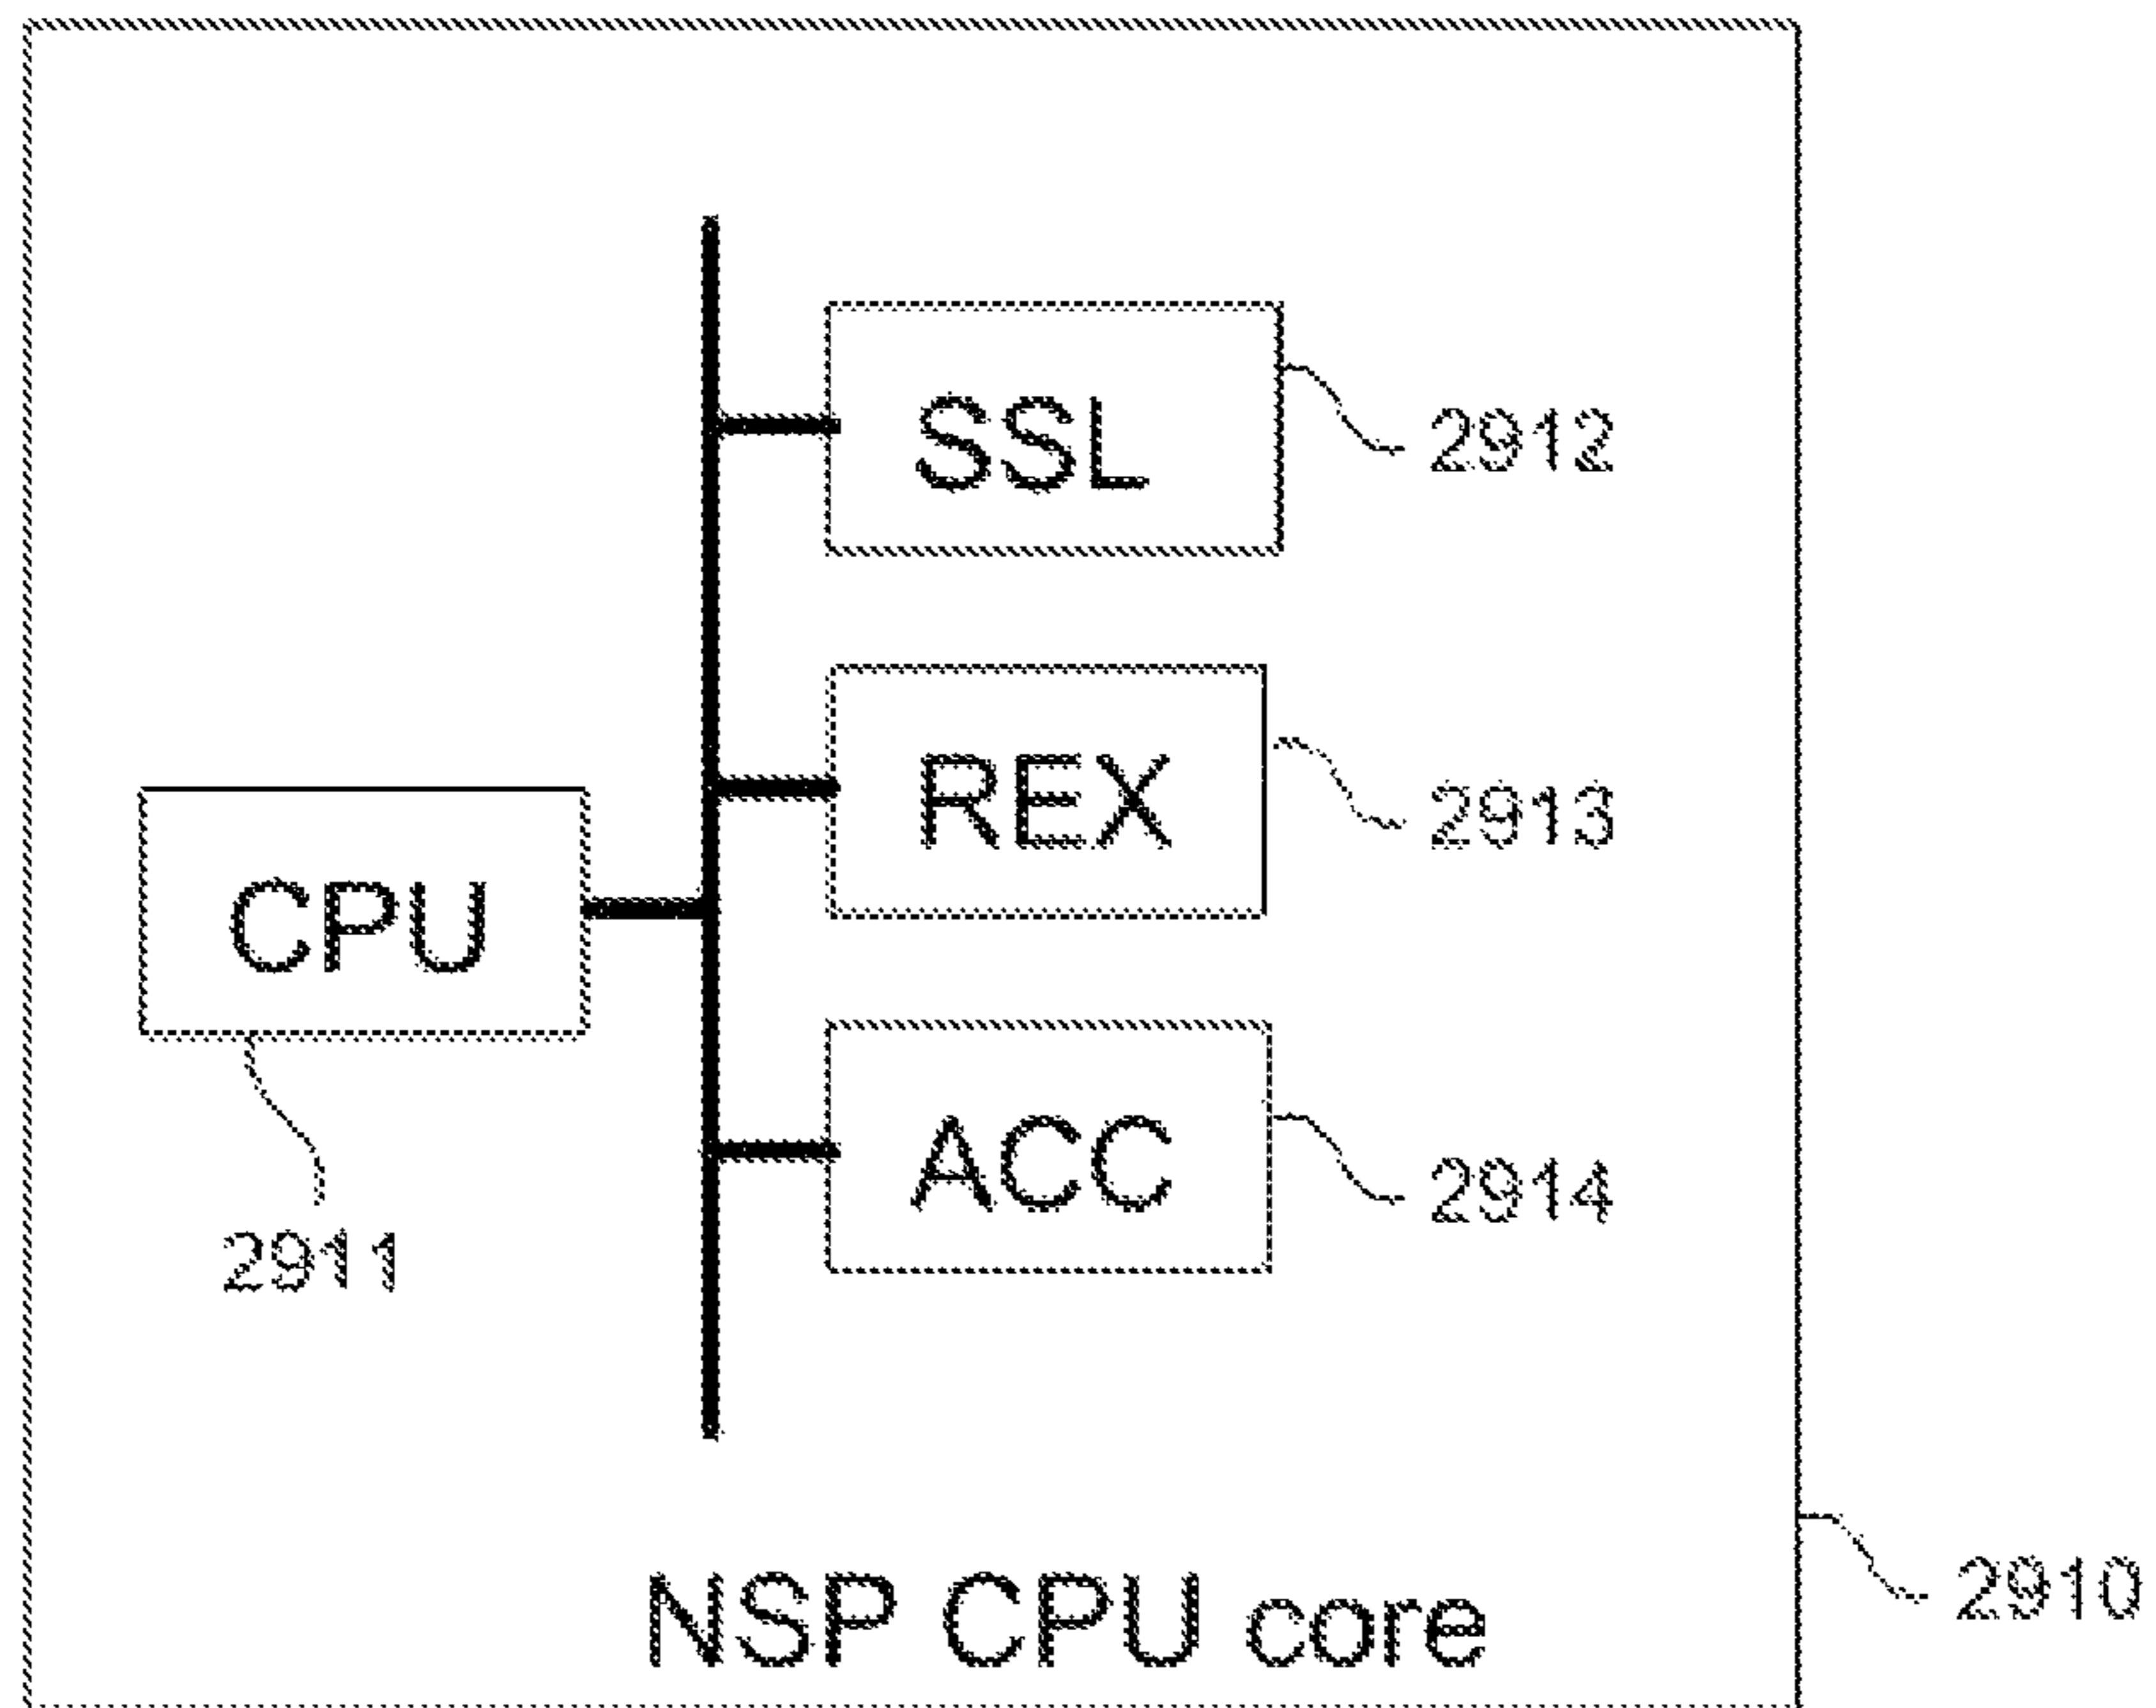 SSL
2912
REX
2913
CPU
2911
ACC
2914
NSP CPU core
2910